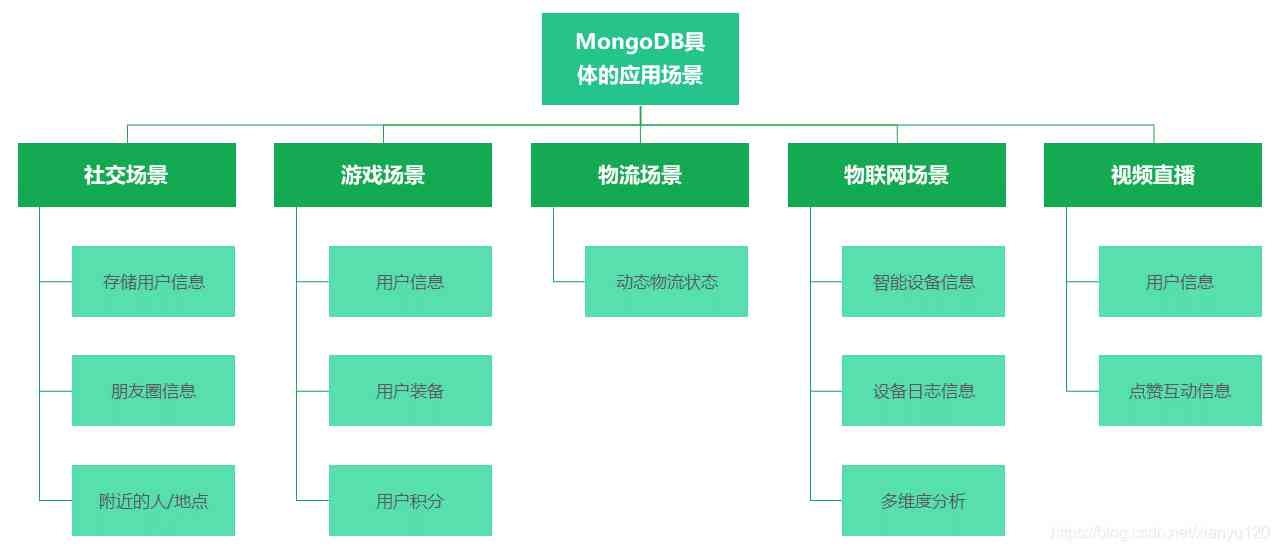 MongoDB具
体的应用场景
社交场景
游戏场景
物流场景
物联网场景
视频直播
存储用户信息
用户信息
动态物流状态
智能设备信息
用户信息
朋友圈信息
用户装备
设备日志信息
点赞互动信息
附近的人/地点
用户积分
多维度分析
https://blog.csdn.net/xianyu120